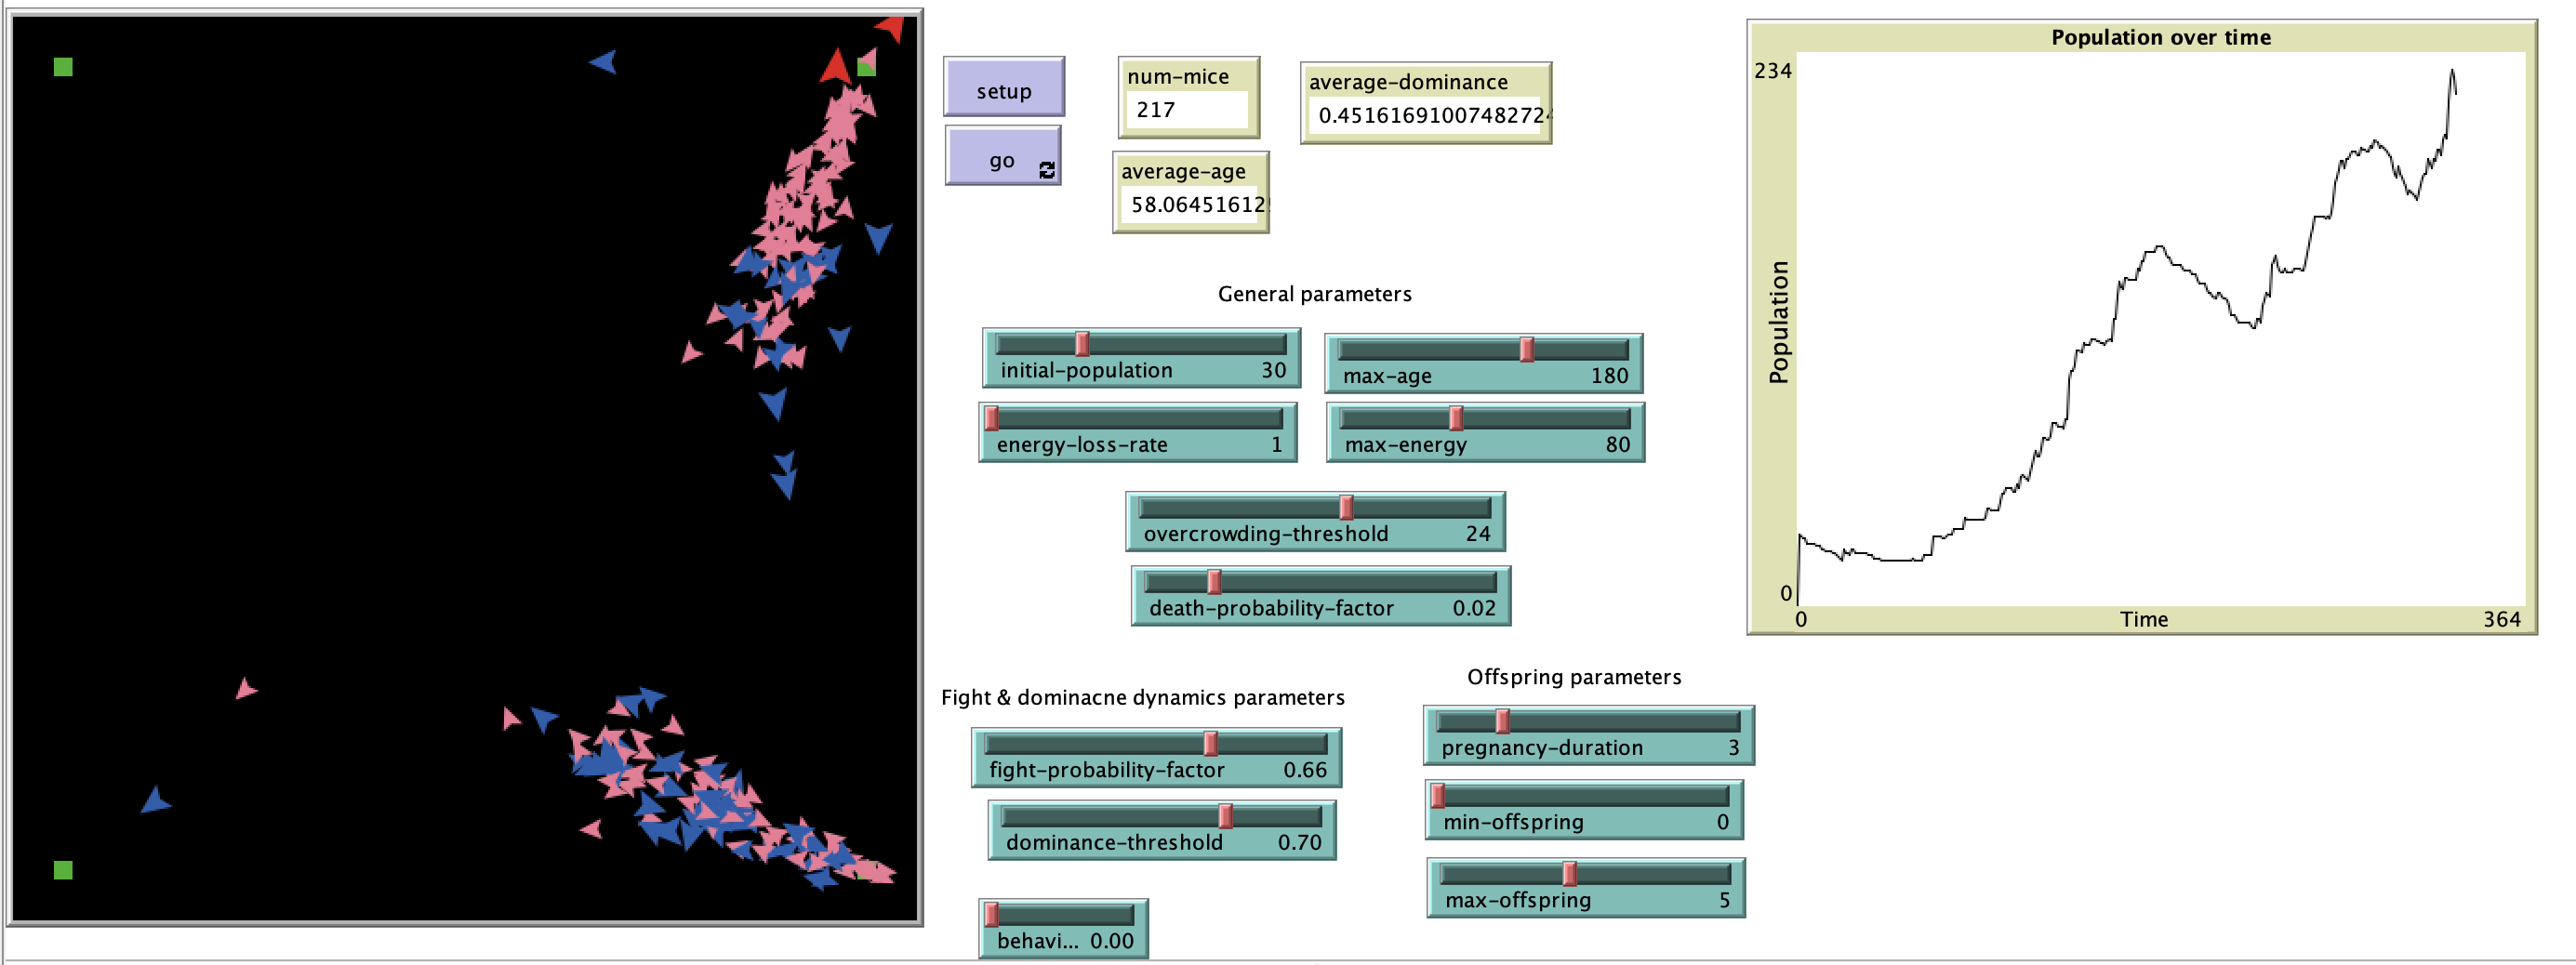 setup
go
num-mice
217
average-dominance
0.4516169100748272
average-age
58.06451612
General parameters
initial-population 30
max-age 180
energy-loss-rate 1
max-energy 80
overcrowding-threshold 24
death-probability-factor 0.02
Fight & dominacne dynamics parameters
fight-probability-factor 0.66
dominance-threshold 0.70
behavi... 0.00
Offspring parameters
pregnancy-duration 3
min-offspring 0
max-offspring 5
Population over time
234
Population
0
0
Time
364